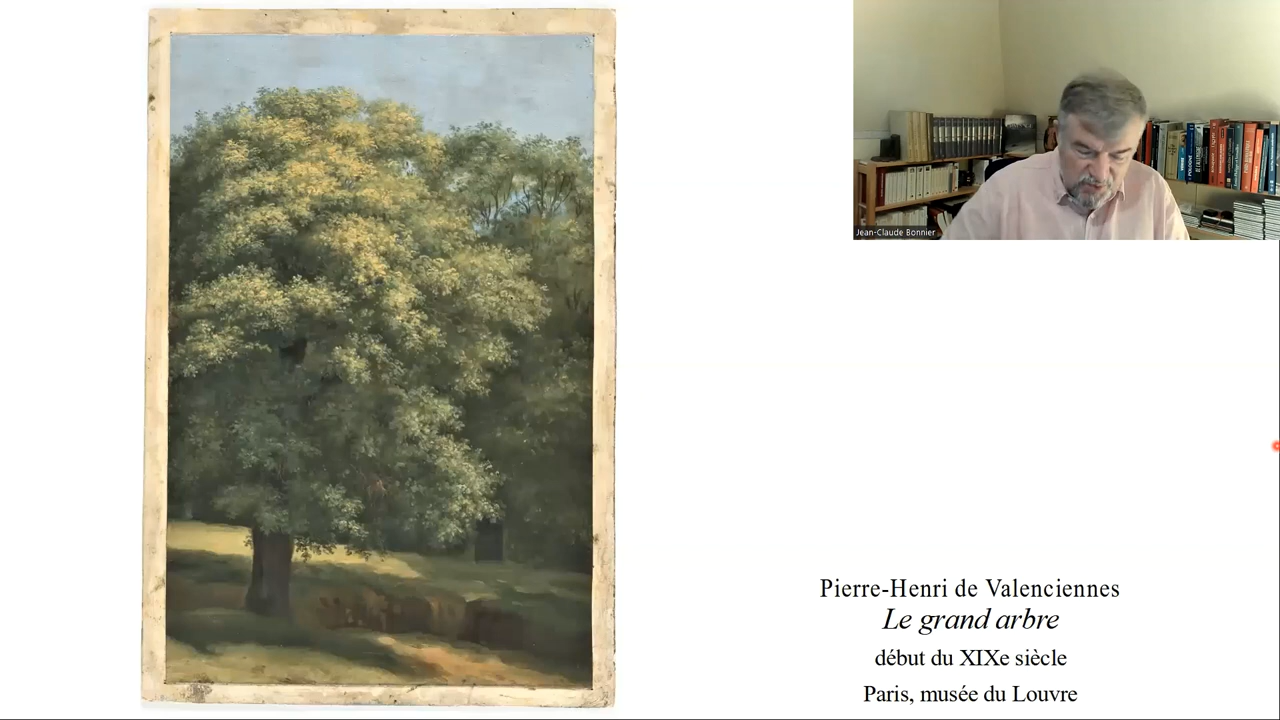 Jean-Claude Bonnier
Pierre-Henri de Valenciennes
Le grand arbre
début du XIXe siècle
Paris, musée du Louvre